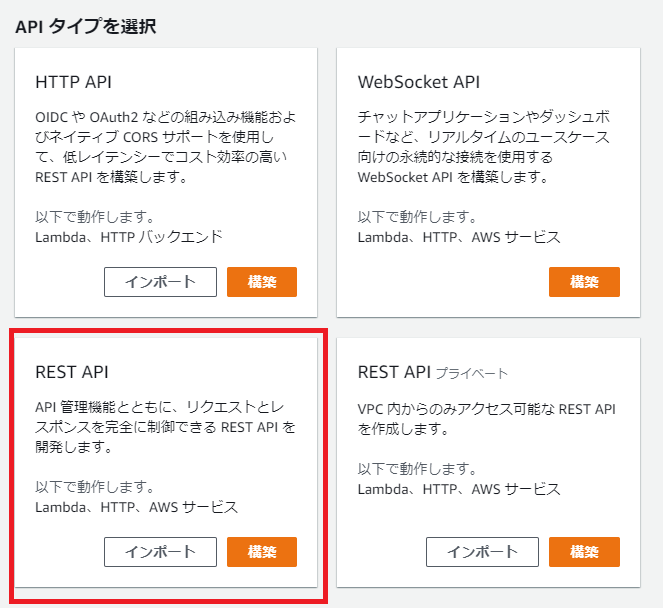 API タイプを選択
HTTP API
OIDC や OAuth2 などの組み込み機能およ
びネイティブ CORS サポートを使用し
て、低レイテンシーでコスト効率の高い
REST API を構築します。
以下で動作します。
Lambda、HTTP バックエンド
インポート
構築
WebSocket API
チャットアプリケーションやダッシュボ
ードなど、リアルタイムのユースケース
向けの永続的な接続を使用する
WebSocket API を構築します。
以下で動作します。
Lambda、HTTP、AWS サービス
構築
REST API
API 管理機能とともに、リクエストとレ
スポンスを完全に制御できる REST API を
開発します。
以下で動作します。
Lambda、HTTP、AWS サービス
インポート
構築
REST API プライベート
VPC 内からのみアクセス可能な REST API
を作成します。
以下で動作します。
Lambda、HTTP、AWS サービス
インポート
構築